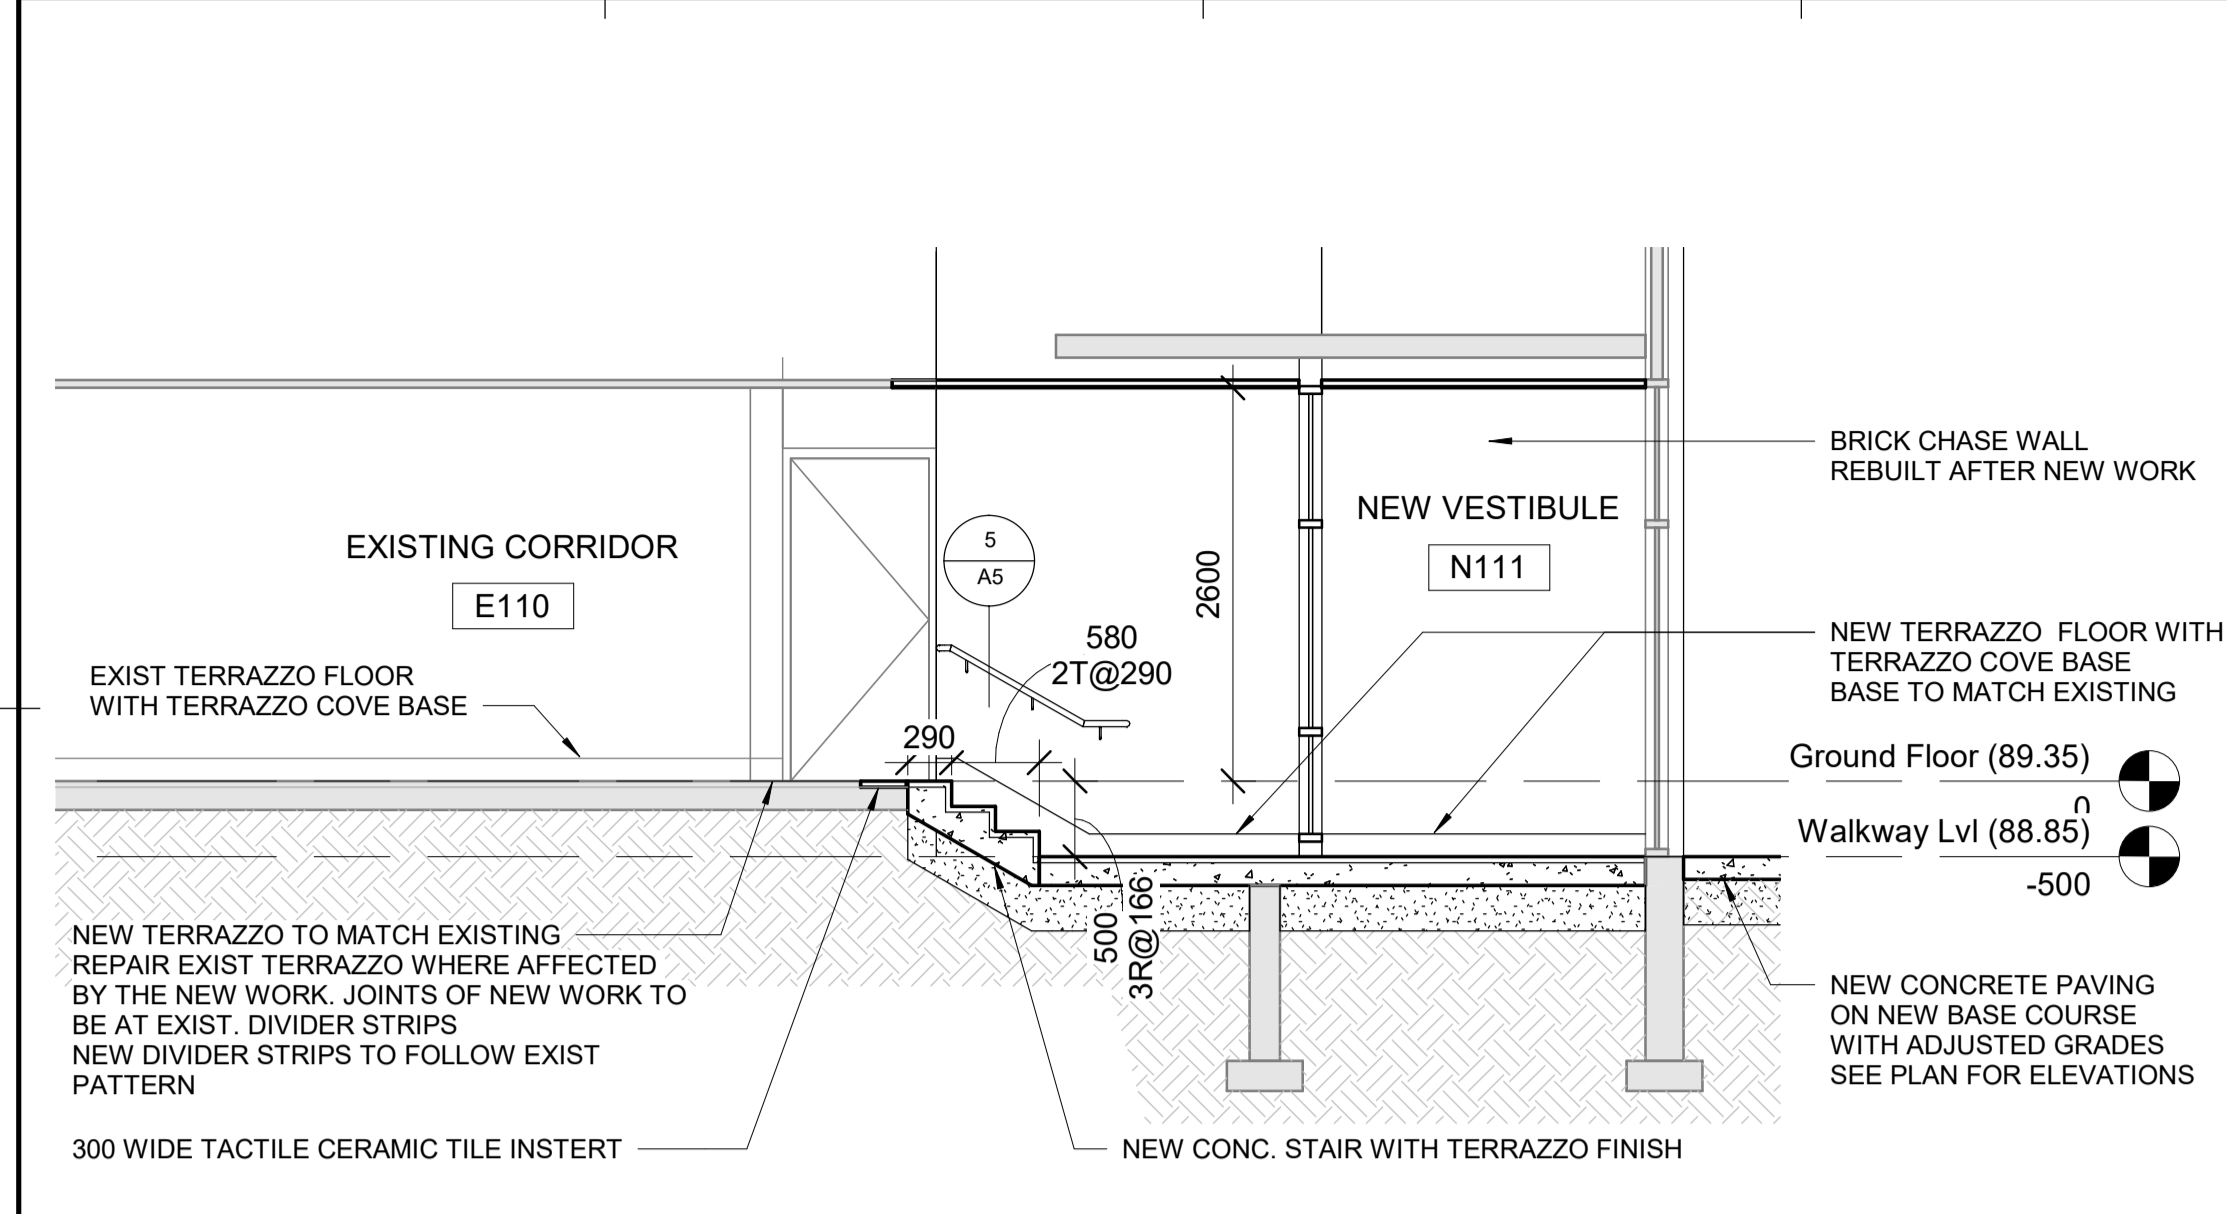 BRICK CHASE WALL
REBUILT AFTER NEW WORK
NEW VESTIBULE
N111
EXISTING CORRIDOR
E110
5
A5
2600
580
2T@290
290
NEW TERRAZZO  FLOOR WITH
TERRAZZO COVE BASE
BASE TO MATCH EXISTING
EXIST TERRAZZO FLOOR
WITH TERRAZZO COVE BASE
Ground Floor (89.35)
0
Walkway Lvl (88.85)
-500
500
3R@166
NEW TERRAZZO TO MATCH EXISTING
REPAIR EXIST TERRAZZO WHERE AFFECTED
BY THE NEW WORK. JOINTS OF NEW WORK TO
BE AT EXIST. DIVIDER STRIPS
NEW DIVIDER STRIPS TO FOLLOW EXIST
PATTERN
NEW CONCRETE PAVING
ON NEW BASE COURSE
WITH ADJUSTED GRADES
SEE PLAN FOR ELEVATIONS
300 WIDE TACTILE CERAMIC TILE INSTERT
NEW CONC. STAIR WITH TERRAZZO FINISH